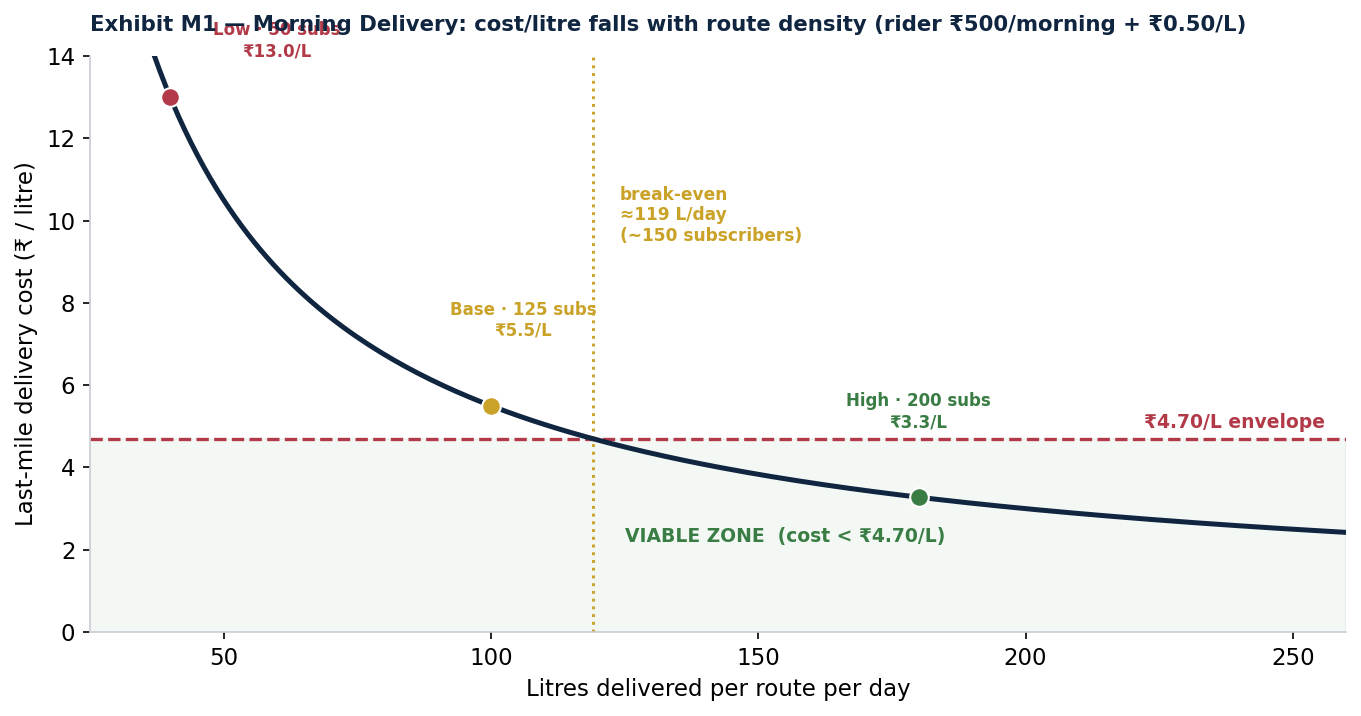 Exhibit M1 — Morning Delivery: cost/litre falls with route density (rider ₹500/morning + ₹0.50/L)
Low · 50 subs
₹13.0/L
14
12
10
8
6
4
2
0
Last-mile delivery cost (₹ / litre)
break-even
≈119 L/day
(~150 subscribers)
Base · 125 subs
₹5.5/L
High · 200 subs
₹3.3/L
₹4.70/L envelope
VIABLE ZONE (cost < ₹4.70/L)
50
100
150
200
250
Litres delivered per route per day